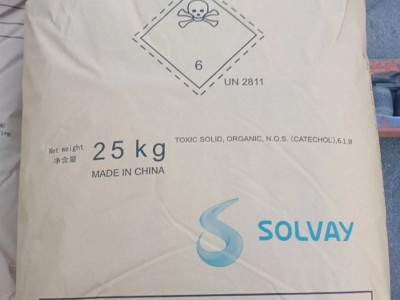 6
UN 2811
TOXIC SOLID, ORGANIC, N.O.S. (CATECHOL),6.1.8
Net weight 25 kg
净含量
MADE IN CHINA
SOLVAY